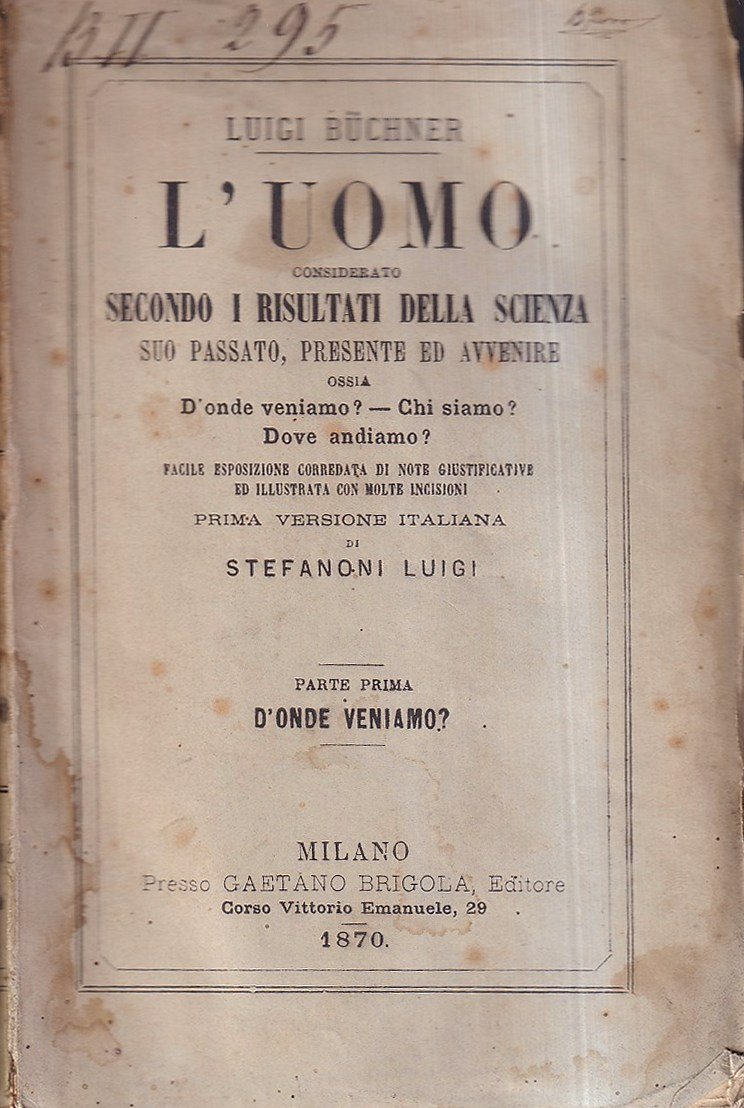 BII 295
LUIGI BÜCHNER
L'UOMO
CONSIDERATO
SECONDO I RISULTATI DELLA SCIENZA
SUO PASSATO, PRESENTE ED AVVENIRE
OSSIA
D'onde veniamo? — Chi siamo?
Dove andiamo?
FACILE ESPOSIZIONE CORREDATA DI NOTE GIUSTIFICATIVE
ED ILLUSTRATA CON MOLTE INCISIONI
PRIMA VERSIONE ITALIANA
DI
STEFANONI LUIGI
PARTE PRIMA
D'ONDE VENIAMO?
MILANO
Presso GAETANO BRIGOLA, Editore
Corso Vittorio Emanuele, 29
1870.